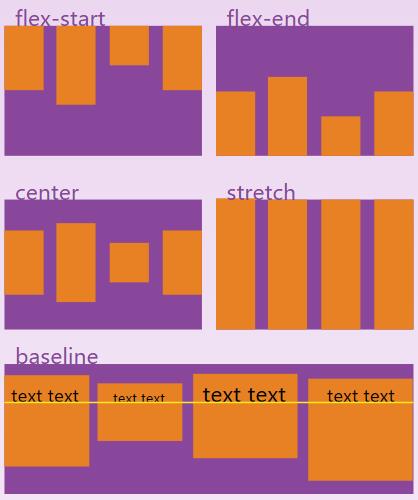 flex-start
flex-end
center
stretch
baseline
text text
text text
text text
text text